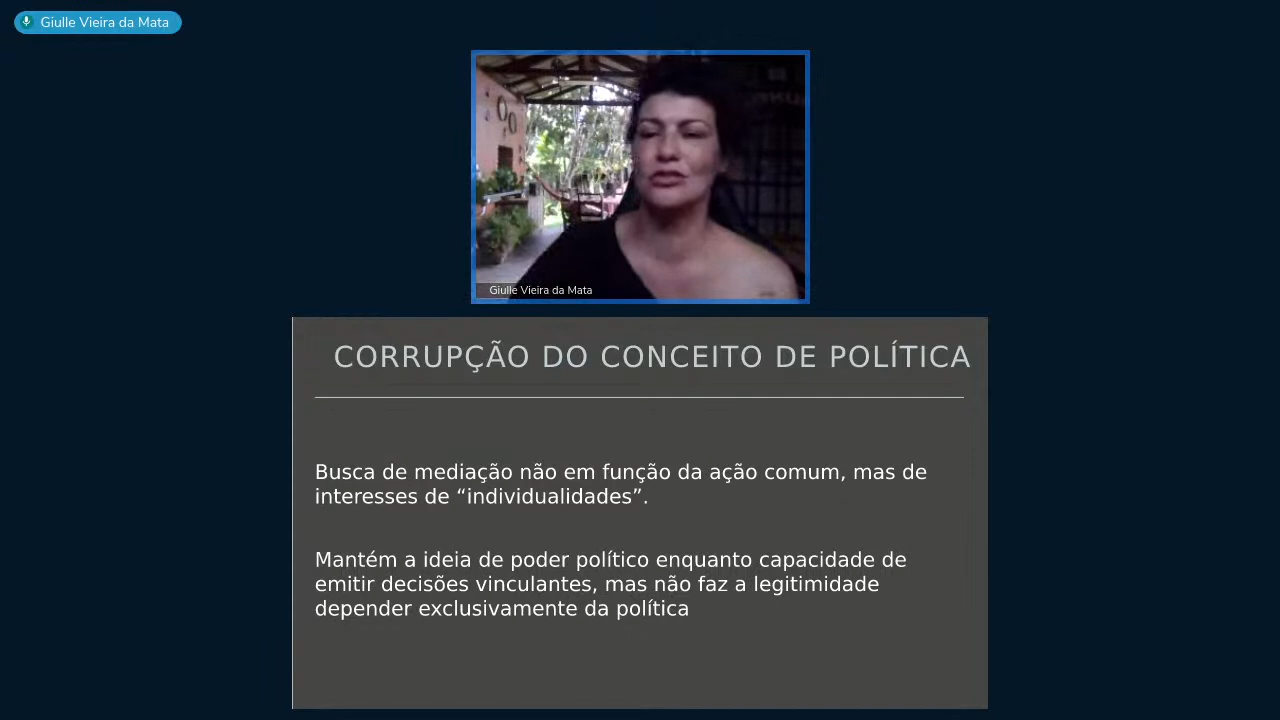 Giulle Vieira da Mata
Giulle Vieira da Mata
CORRUPÇÃO DO CONCEITO DE POLÍTICA
Busca de mediação não em função da ação comum, mas de
interesses de “individualidades”.
Mantém a ideia de poder político enquanto capacidade de
emitir decisões vinculantes, mas não faz a legitimidade
depender exclusivamente da política